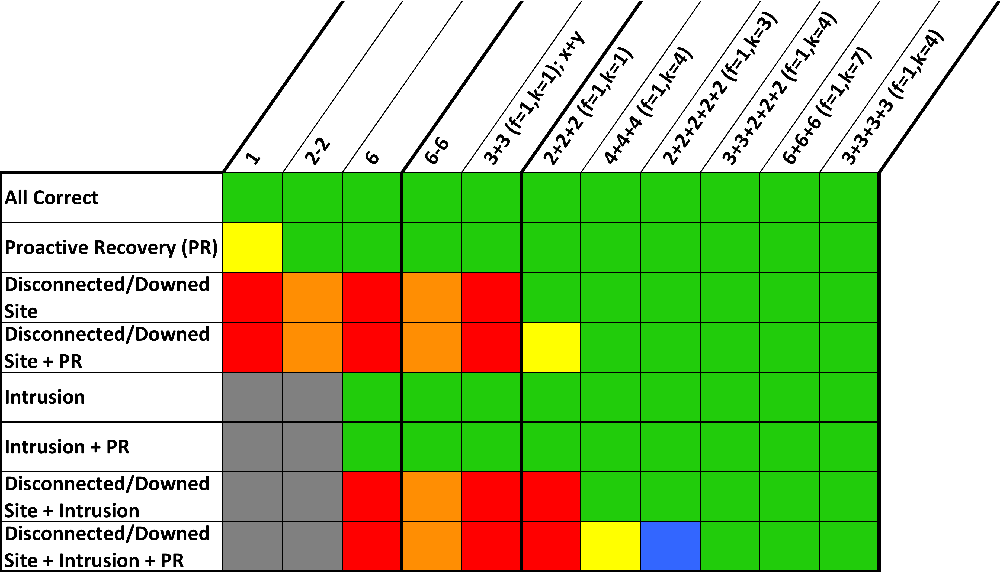 1
2-2
6
6-6
3+3 (f=1,k=1); x+y
2+2+2 (f=1,k=1)
4+4+4 (f=1,k=4)
2+2+2+2+2 (f=1,k=3)
3+3+2+2+2 (f=1,k=4)
6+6+6 (f=1,k=7)
3+3+3+3 (f=1,k=4)
All Correct
Proactive Recovery (PR)
Disconnected/Downed
Site
Disconnected/Downed
Site + PR
Intrusion
Intrusion + PR
Disconnected/Downed
Site + Intrusion
Disconnected/Downed
Site + Intrusion + PR